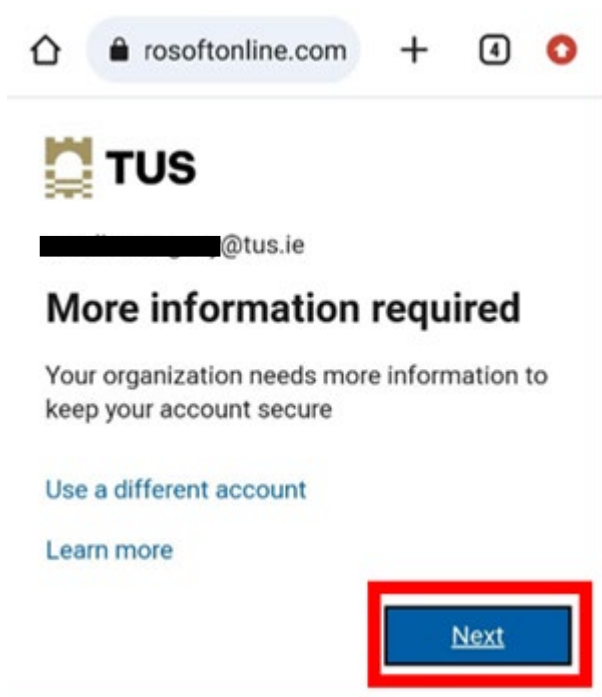 rosoftonline.com 4
TUS
@tus.ie
More information required
Your organization needs more information to
keep your account secure
Use a different account
Learn more
Next